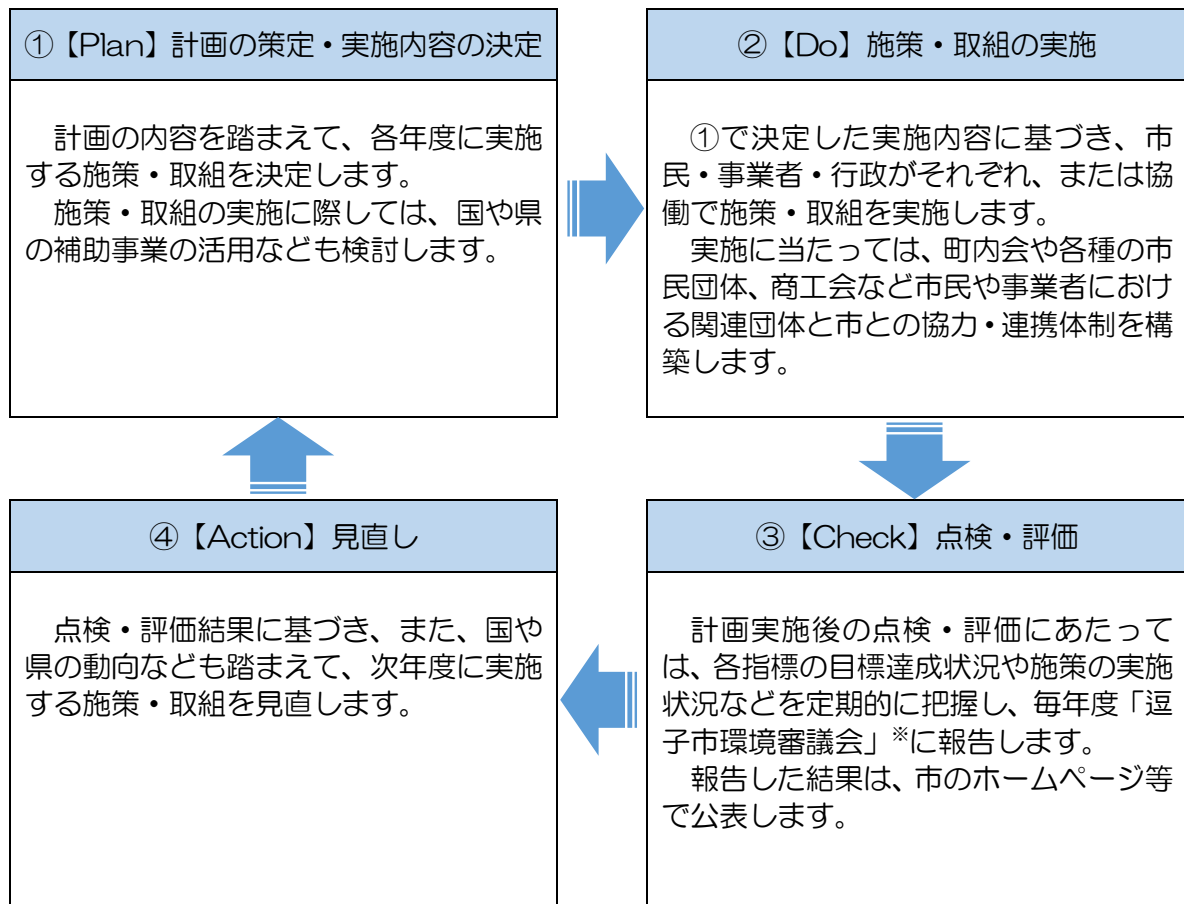 ①【Plan】計画の策定・実施内容の決定
計画の内容を踏まえて、各年度に実施
する施策・取組を決定します。
施策・取組の実施に際しては、国や県
の補助事業の活用なども検討します。
②【Do】施策・取組の実施
①で決定した実施内容に基づき、市
民・事業者・行政がそれぞれ、または協
働で施策・取組を実施します。
実施に当たっては、町内会や各種の市
民団体、商工会など市民や事業者におけ
る関連団体と市との協力・連携体制を構
築します。
③【Check】点検・評価
計画実施後の点検・評価にあたって
は、各指標の目標達成状況や施策の実施
状況などを定期的に把握し、毎年度「逗
子市環境審議会」※に報告します。
報告した結果は、市のホームページ等
で公表します。
④【Action】見直し
点検・評価結果に基づき、また、国や
県の動向なども踏まえて、次年度に実施
する施策・取組を見直します。